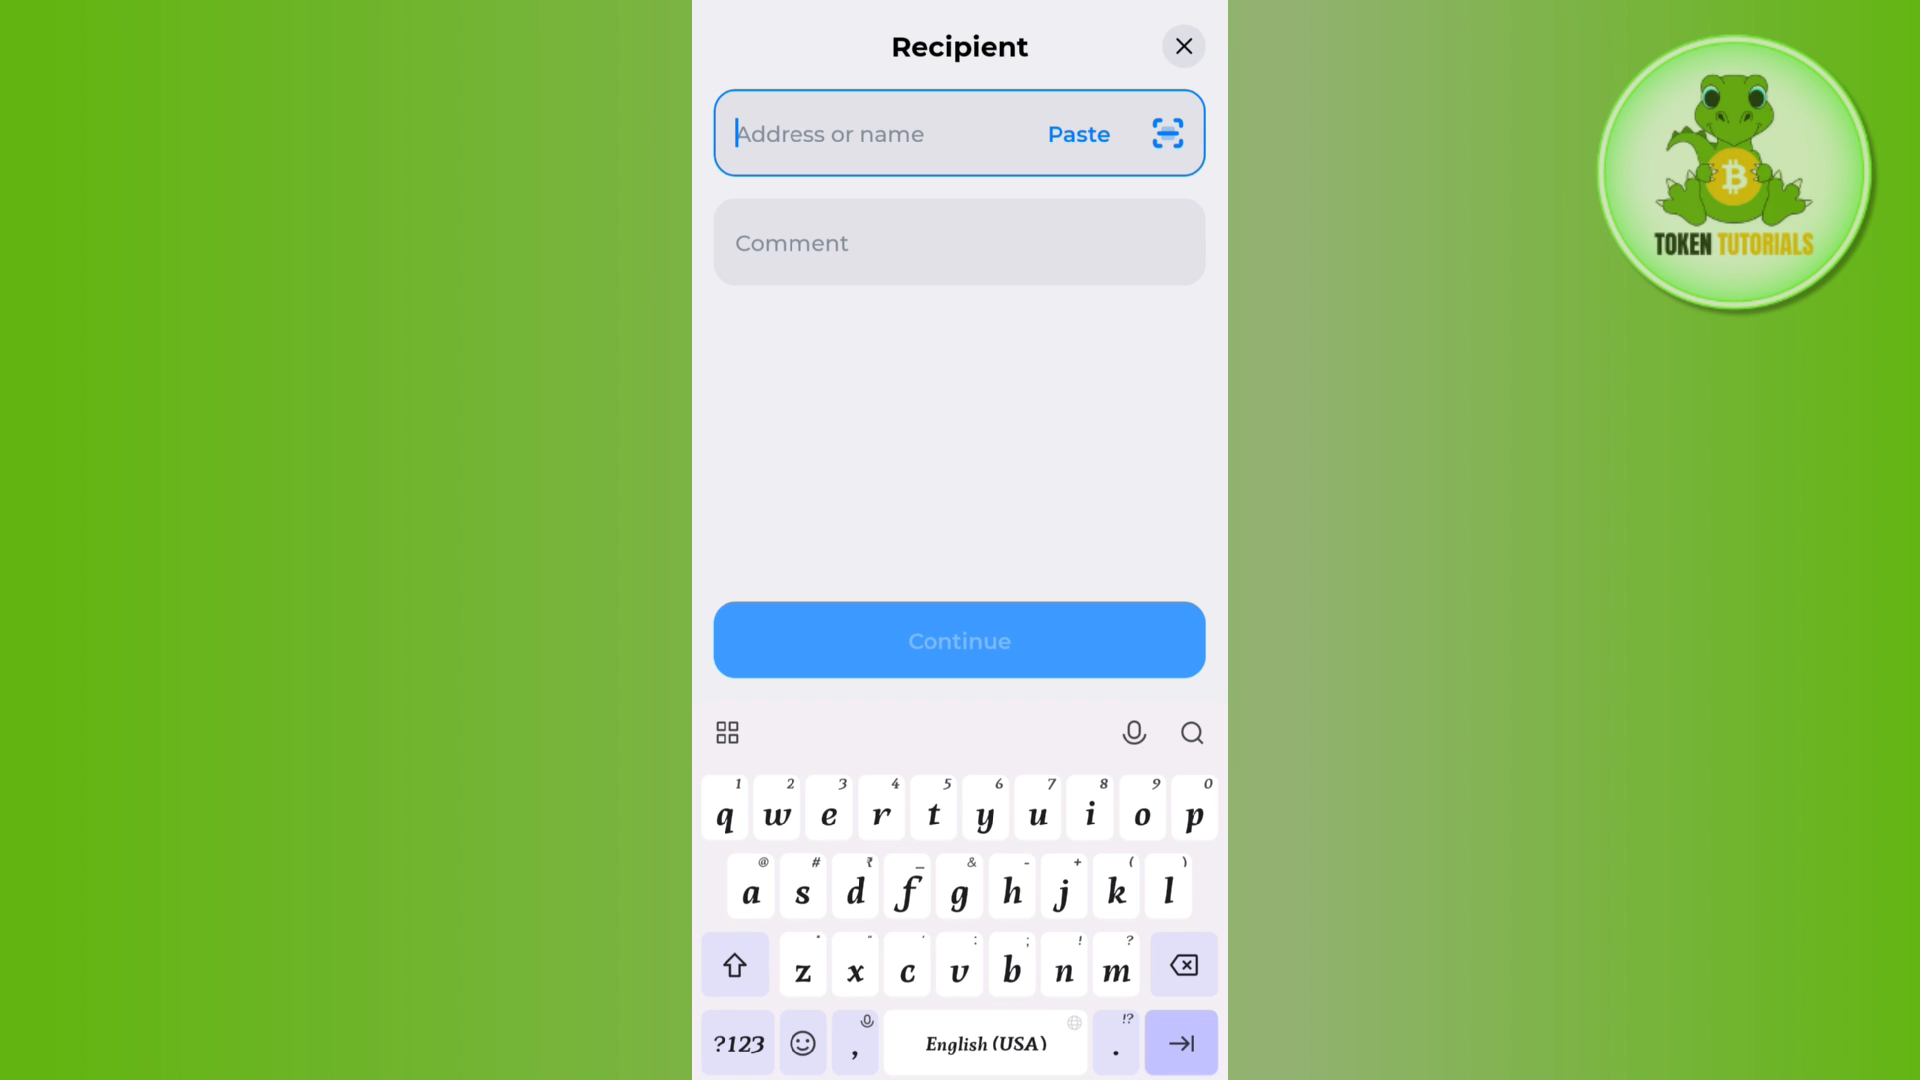 Recipient
Address or name Paste
Comment
TOKEN TUTORIALS
Continue
1 2 3 4 5 6 7 8 9 0
q w e r t y u i o p
@ # ₹ _ & - + ( )
a s d f g h j k l
* " ' : ; ! ?
z x c v b n m
!?
?123 , English (USA) .